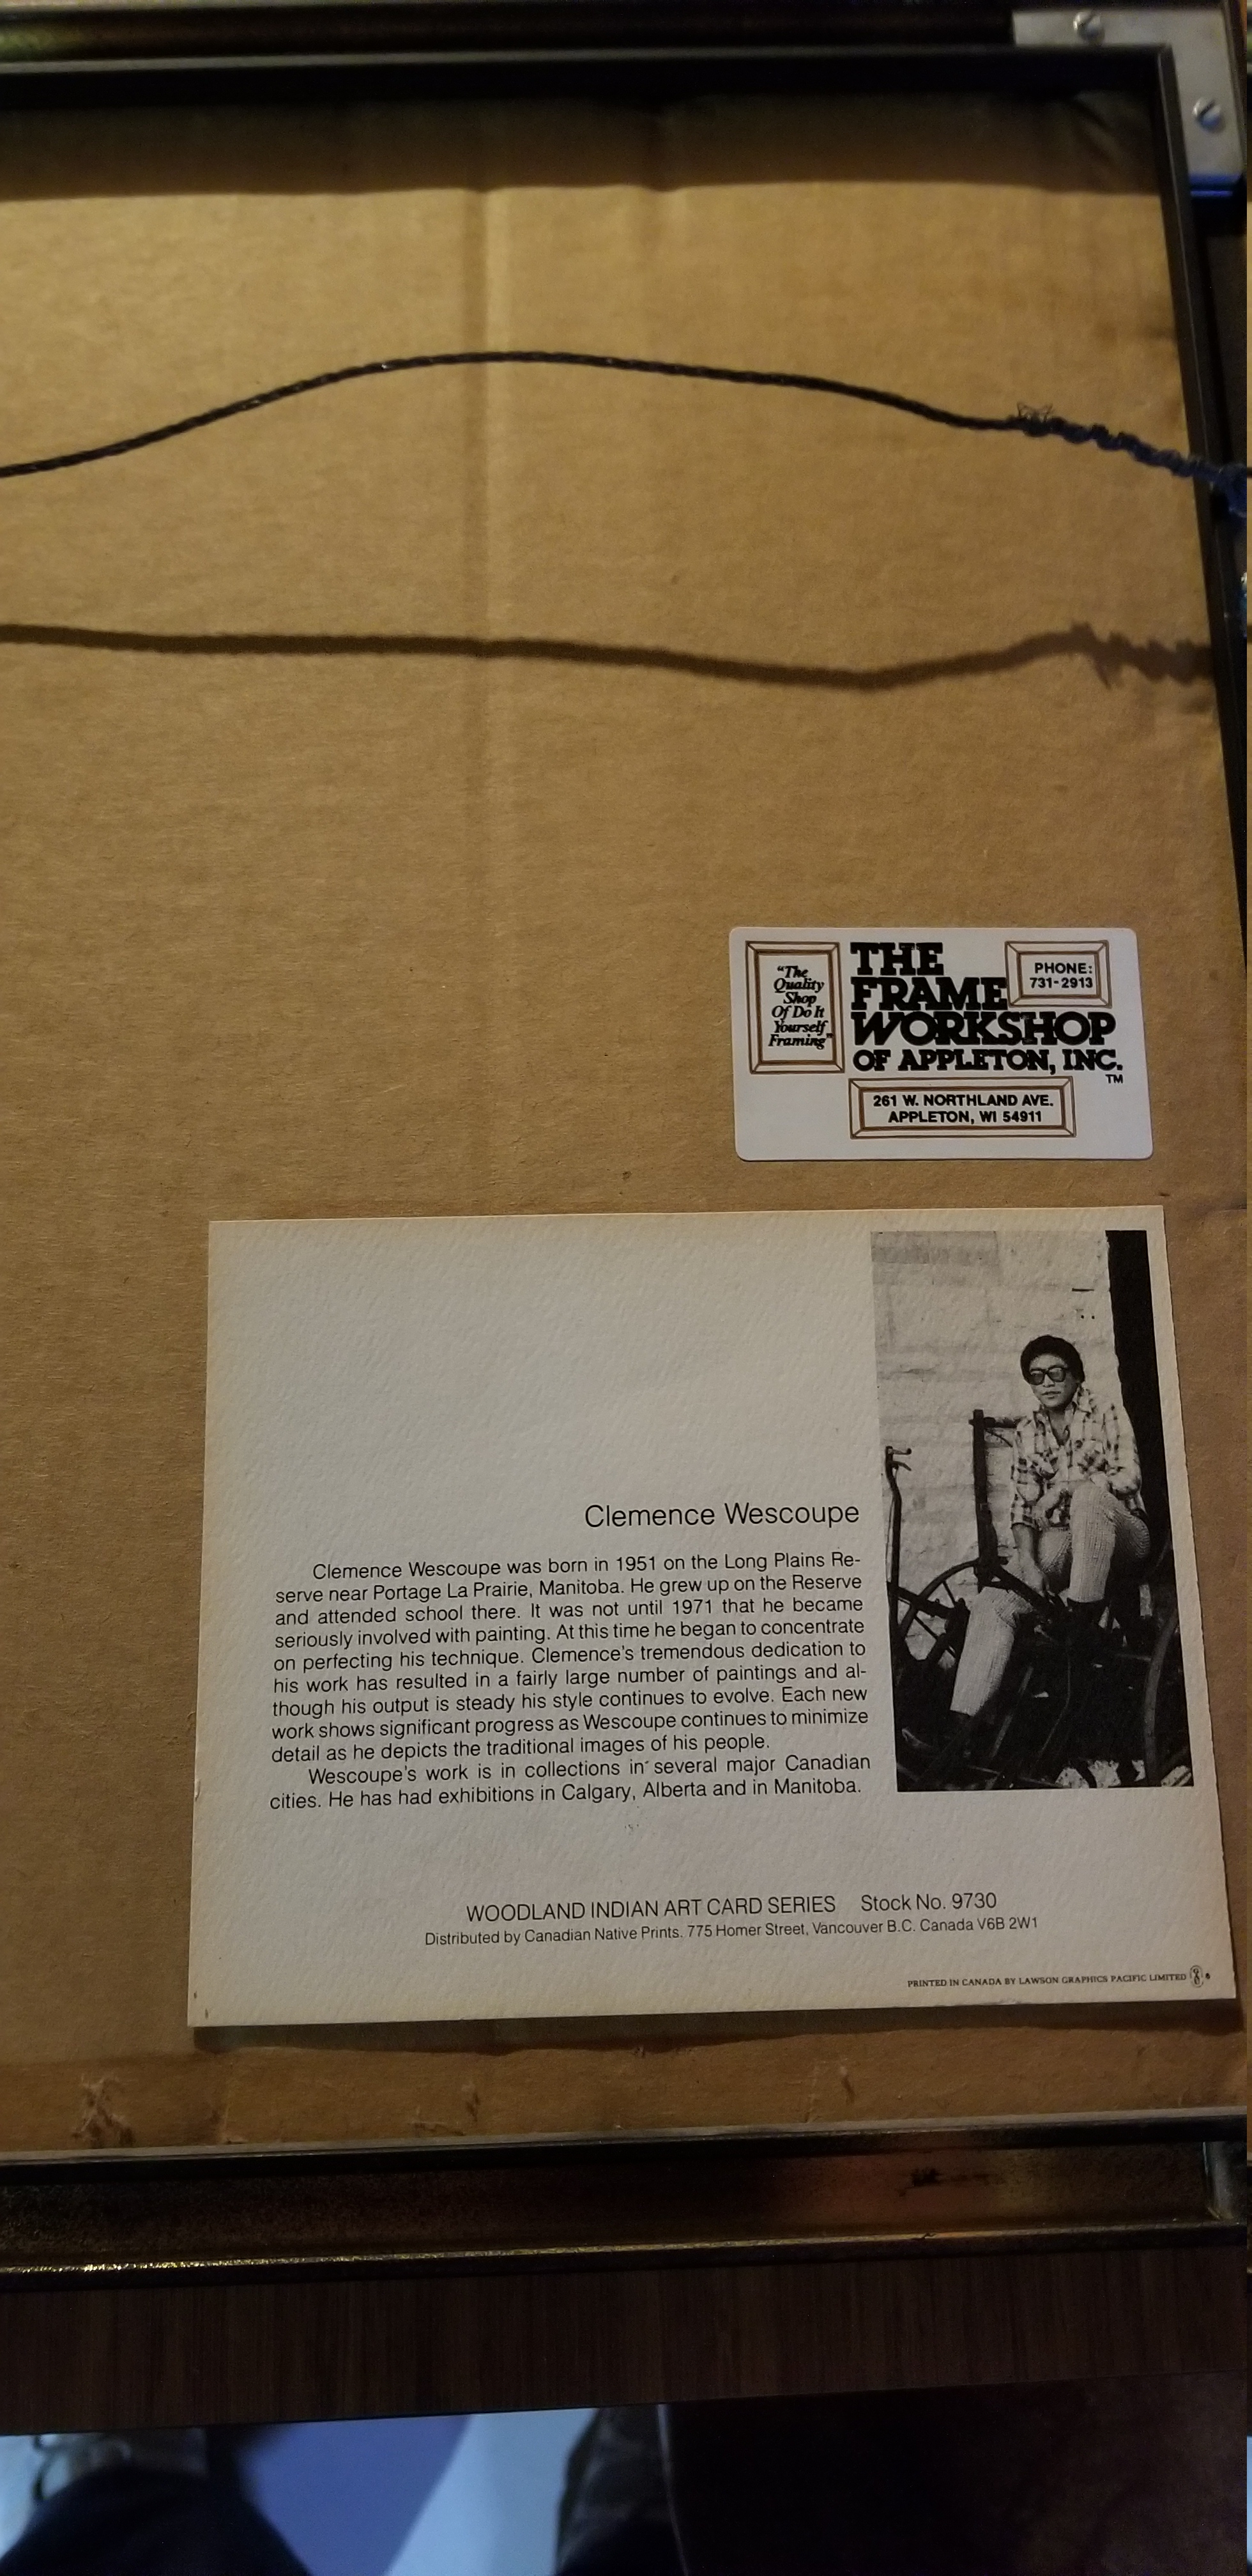 "The
Quality
Shop
Of Do It
Yourself
Framing"
THE
FRAME
WORKSHOP
OF APPLETON, INC.
TM
PHONE:
731-2913
261 W. NORTHLAND AVE.
APPLETON, WI 54911
Clemence Wescoupe
Clemence Wescoupe was born in 1951 on the Long Plains Re-
serve near Portage La Prairie, Manitoba. He grew up on the Reserve
and attended school there. It was not until 1971 that he became
seriously involved with painting. At this time he began to concentrate
on perfecting his technique. Clemence's tremendous dedication to
his work has resulted in a fairly large number of paintings and al-
though his output is steady his style continues to evolve. Each new
work shows significant progress as Wescoupe continues to minimize
detail as he depicts the traditional images of his people.
Wescoupe's work is in collections in several major Canadian
cities. He has had exhibitions in Calgary, Alberta and in Manitoba.
WOODLAND INDIAN ART CARD SERIES Stock No. 9730
Distributed by Canadian Native Prints. 775 Homer Street, Vancouver B.C. Canada V6B 2W1
PRINTED IN CANADA BY LAWSON GRAPHICS PACIFIC LIMITED